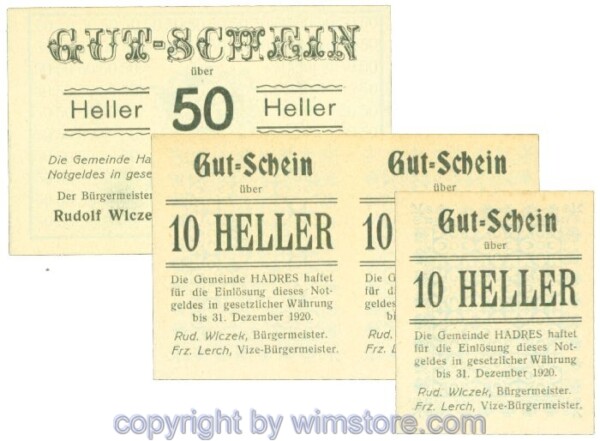 GUT-SCHEIN
über
Heller 50 Heller
Die Gemeinde
Notgeldes in
Der Bürgermeister
Rudolf Wlczek
Gut-Schein
über
10 HELLER
Die Gemeinde HADRES haftet
für die Einlösung dieses Not-
geldes in gesetzlicher Währung
bis 31. Dezember 1920.
Rud. Wlczek, Bürgermeister.
Frz. Lerch, Vize-Bürgermeister.
Gut-Schein
über
10
Die
für die
geldes
bis
Rud.
Frz.
Gut-Schein
über
10 HELLER
Die Gemeinde HADRES haftet
für die Einlösung dieses Not-
geldes in gesetzlicher Währung
bis 31. Dezember 1920.
Rud. Wlczek, Bürgermeister.
Frz. Lerch, Vize-Bürgermeister.
copyright by wimstore.com